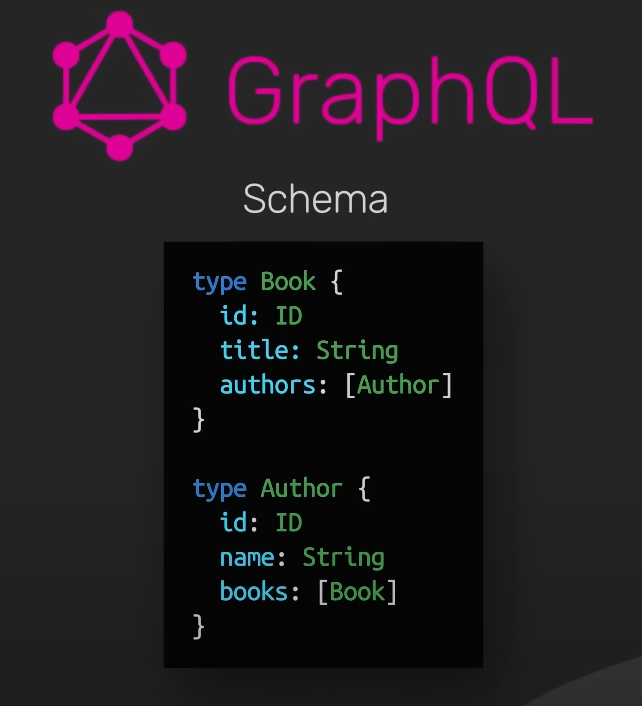 GraphQL
Schema
type Book {
  id: ID
  title: String
  authors: [Author]
}

type Author {
  id: ID
  name: String
  books: [Book]
}